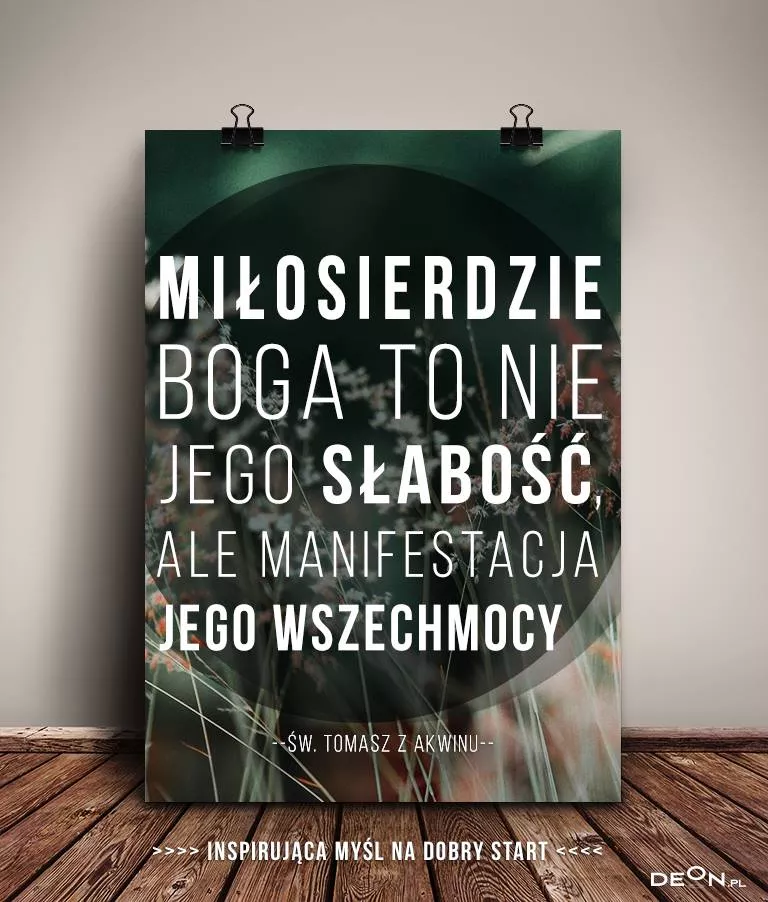 MIŁOSIERDZIE
BOGA TO NIE
JEGO SŁABOŚĆ,
ALE MANIFESTACJA
JEGO WSZECHMOCY
--ŚW. TOMASZ Z AKWINU--
>>>> INSPIRUJĄCA MYŚL NA DOBRY START <<<<
DEON.PL